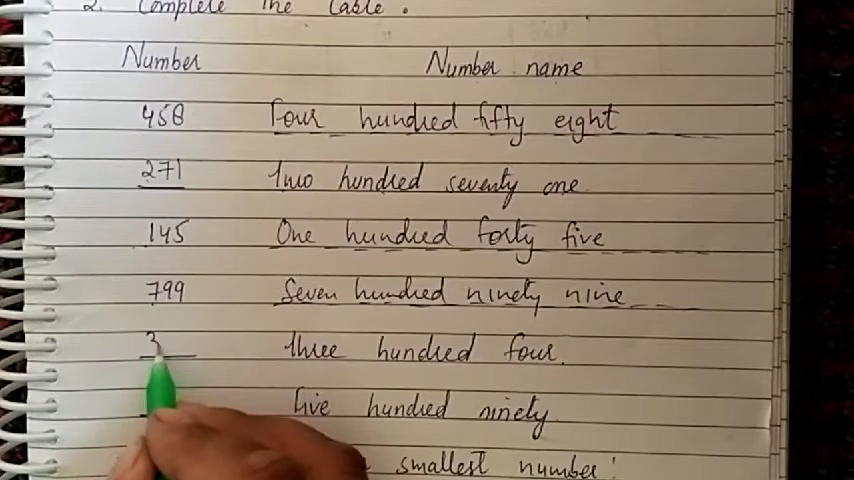 2. Complete the table.
Number Number name
458 Four hundred fifty eight
271 Two hundred seventy one
145 One hundred forty five
799 Seven hundred ninety nine
3 Three hundred four.
Five hundred ninety.
smallest number: